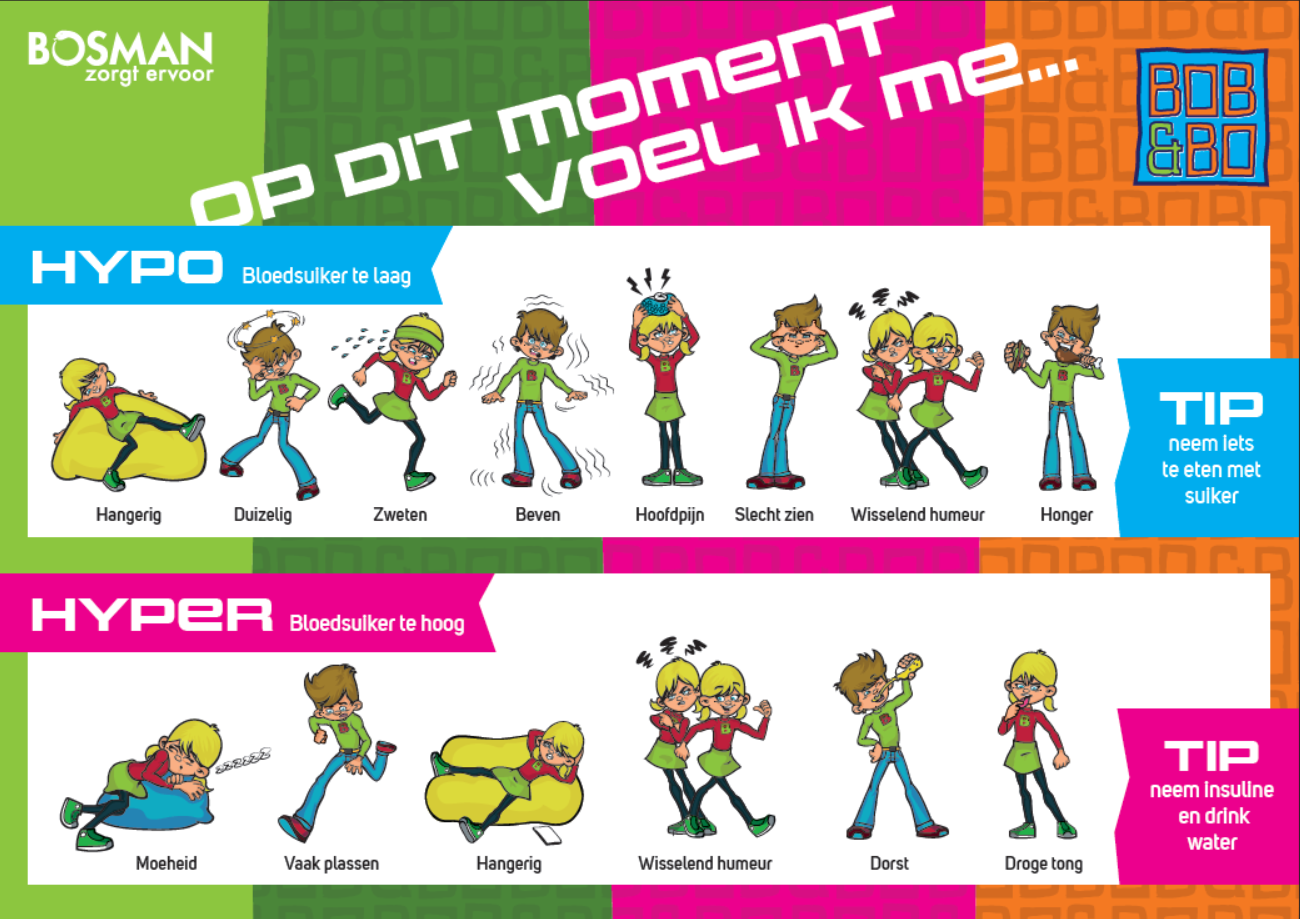 BOSMAN
zorgt ervoor
OP DIT MOMENT
VOEL IK ME...
BOB
&BO
HYPO Bloedsuiker te laag
Hangerig Duizelig Zweten Beven Hoofdpijn Slecht zien Wisselend humeur Honger
TIP
neem iets
te eten met
suiker
HYPER Bloedsuiker te hoog
Moeheid Vaak plassen Hangerig Wisselend humeur Dorst Droge tong
TIP
neem insuline
en drink
water